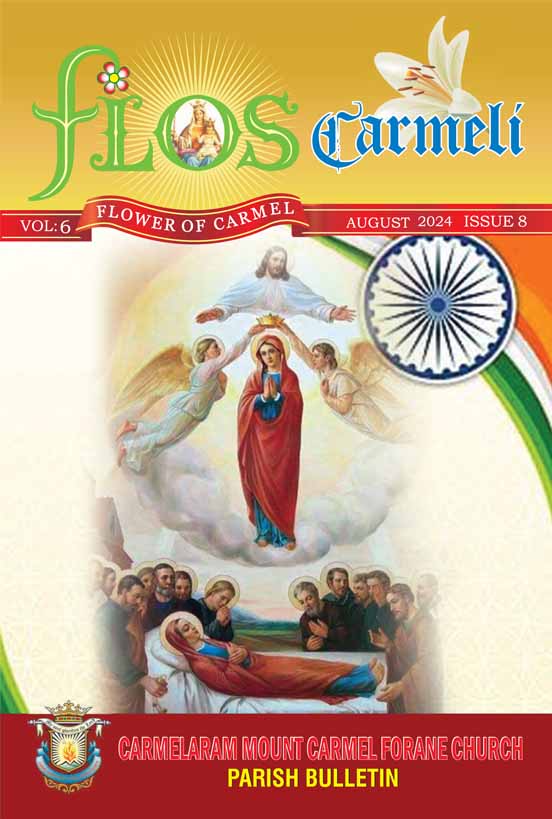 fLOS Carmeli
FLOWER OF CARMEL
VOL:6
AUGUST 2024 ISSUE 8
CARMELARAM MOUNT CARMEL FORANE CHURCH
PARISH BULLETIN